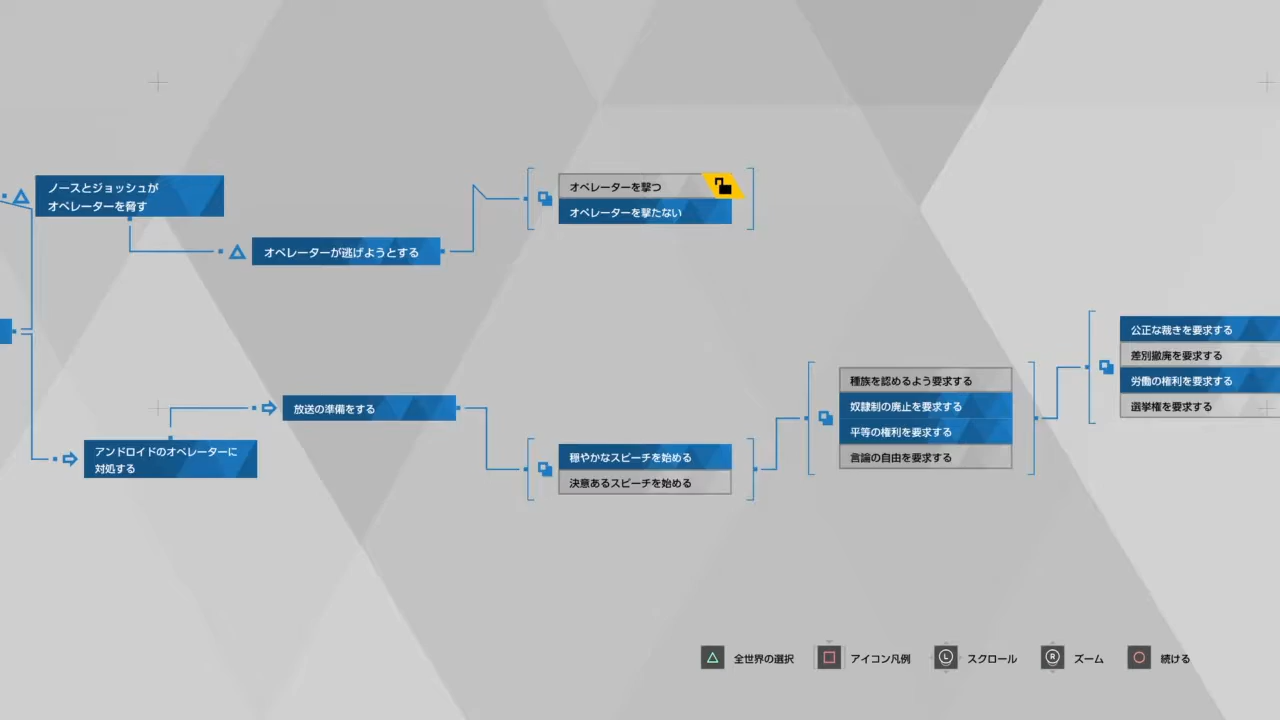 ノースとジョッシュが
オペレーターを脅す
オペレーターが逃げようとする
オペレーターを撃つ
オペレーターを撃たない
アンドロイドのオペレーターに
対処する
放送の準備をする
穏やかなスピーチを始める
決意あるスピーチを始める
種族を認めるよう要求する
奴隷制の廃止を要求する
平等の権利を要求する
言論の自由を要求する
公正な裁きを要求する
差別撤廃を要求する
労働の権利を要求する
選挙権を要求する
全世界の選択
アイコン凡例
L スクロール
R ズーム
続ける